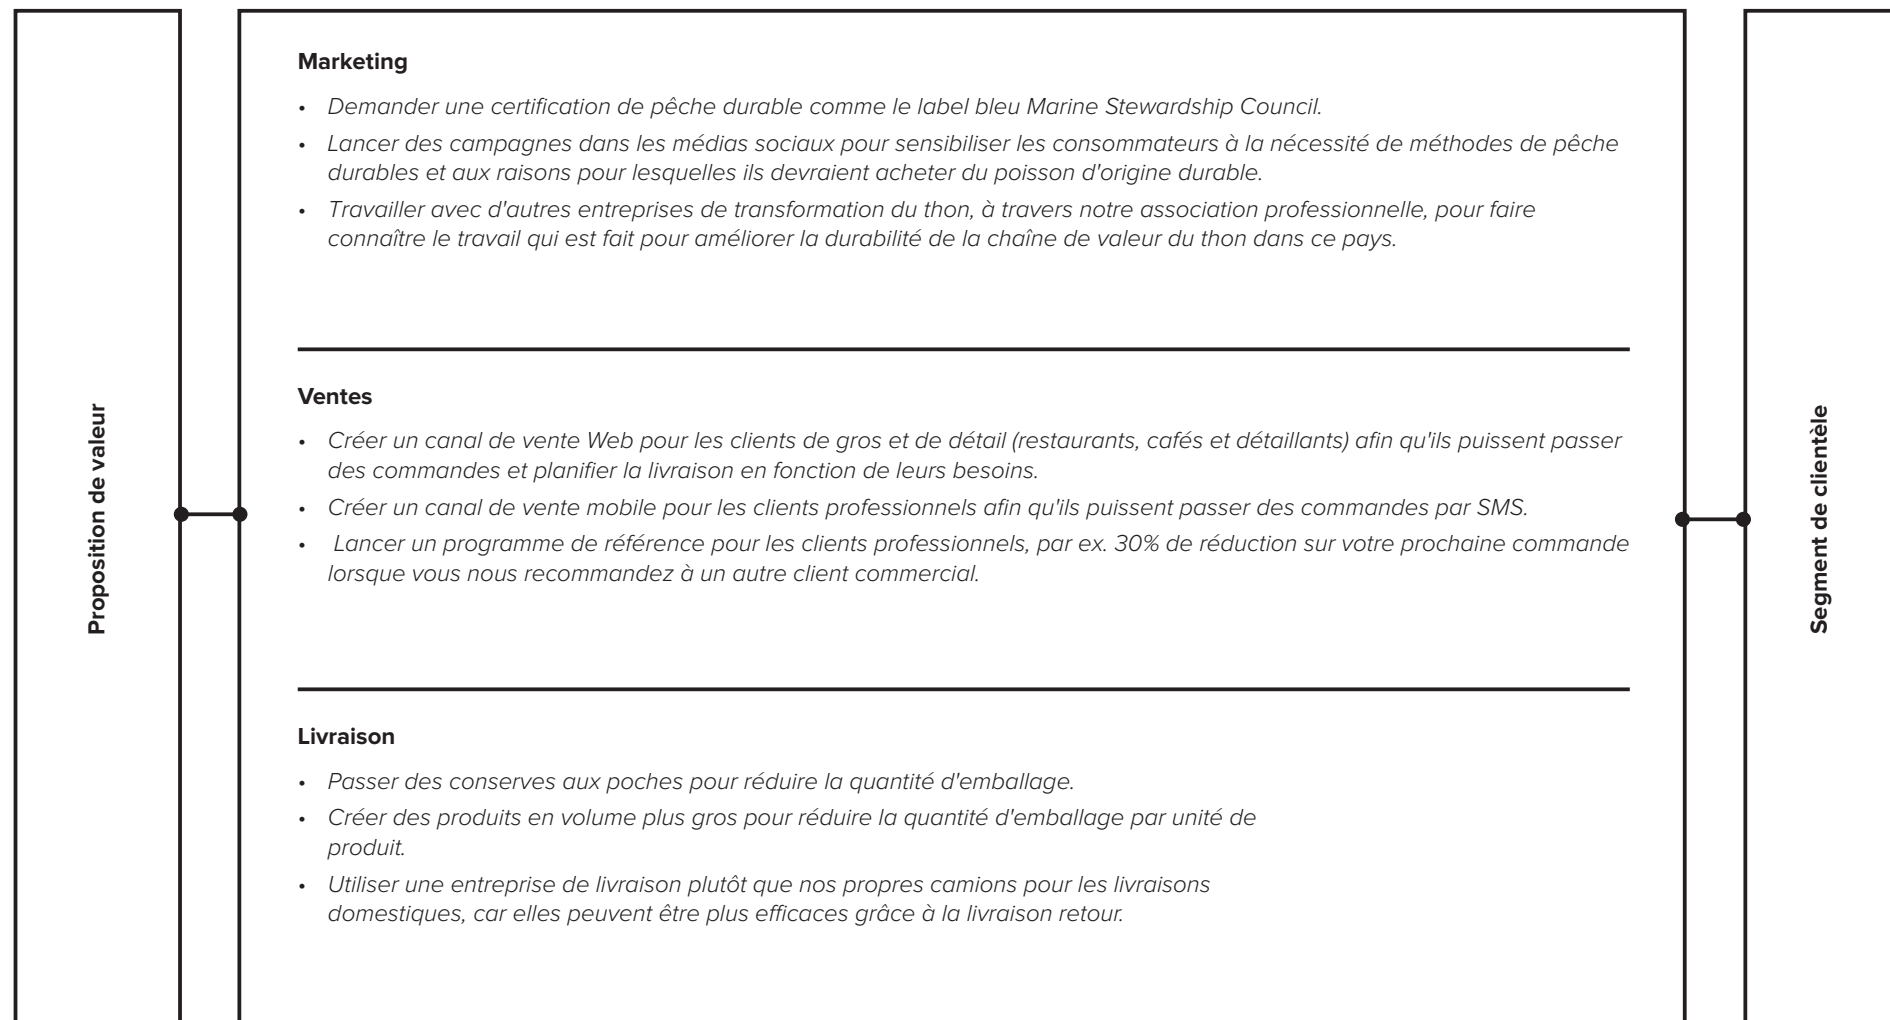 Proposition de valeur
Marketing
• Demander une certification de pêche durable comme le label bleu Marine Stewardship Council.
• Lancer des campagnes dans les médias sociaux pour sensibiliser les consommateurs à la nécessité de méthodes de pêche
durables et aux raisons pour lesquelles ils devraient acheter du poisson d'origine durable.
• Travailler avec d'autres entreprises de transformation du thon, à travers notre association professionnelle, pour faire
connaître le travail qui est fait pour améliorer la durabilité de la chaîne de valeur du thon dans ce pays.
Ventes
• Créer un canal de vente Web pour les clients de gros et de détail (restaurants, cafés et détaillants) afin qu'ils puissent passer
des commandes et planifier la livraison en fonction de leurs besoins.
• Créer un canal de vente mobile pour les clients professionnels afin qu'ils puissent passer des commandes par SMS.
• Lancer un programme de référence pour les clients professionnels, par ex. 30% de réduction sur votre prochaine commande
lorsque vous nous recommandez à un autre client commercial.
Livraison
• Passer des conserves aux poches pour réduire la quantité d'emballage.
• Créer des produits en volume plus gros pour réduire la quantité d'emballage par unité de
produit.
• Utiliser une entreprise de livraison plutôt que nos propres camions pour les livraisons
domestiques, car elles peuvent être plus efficaces grâce à la livraison retour.
Segment de clientèle